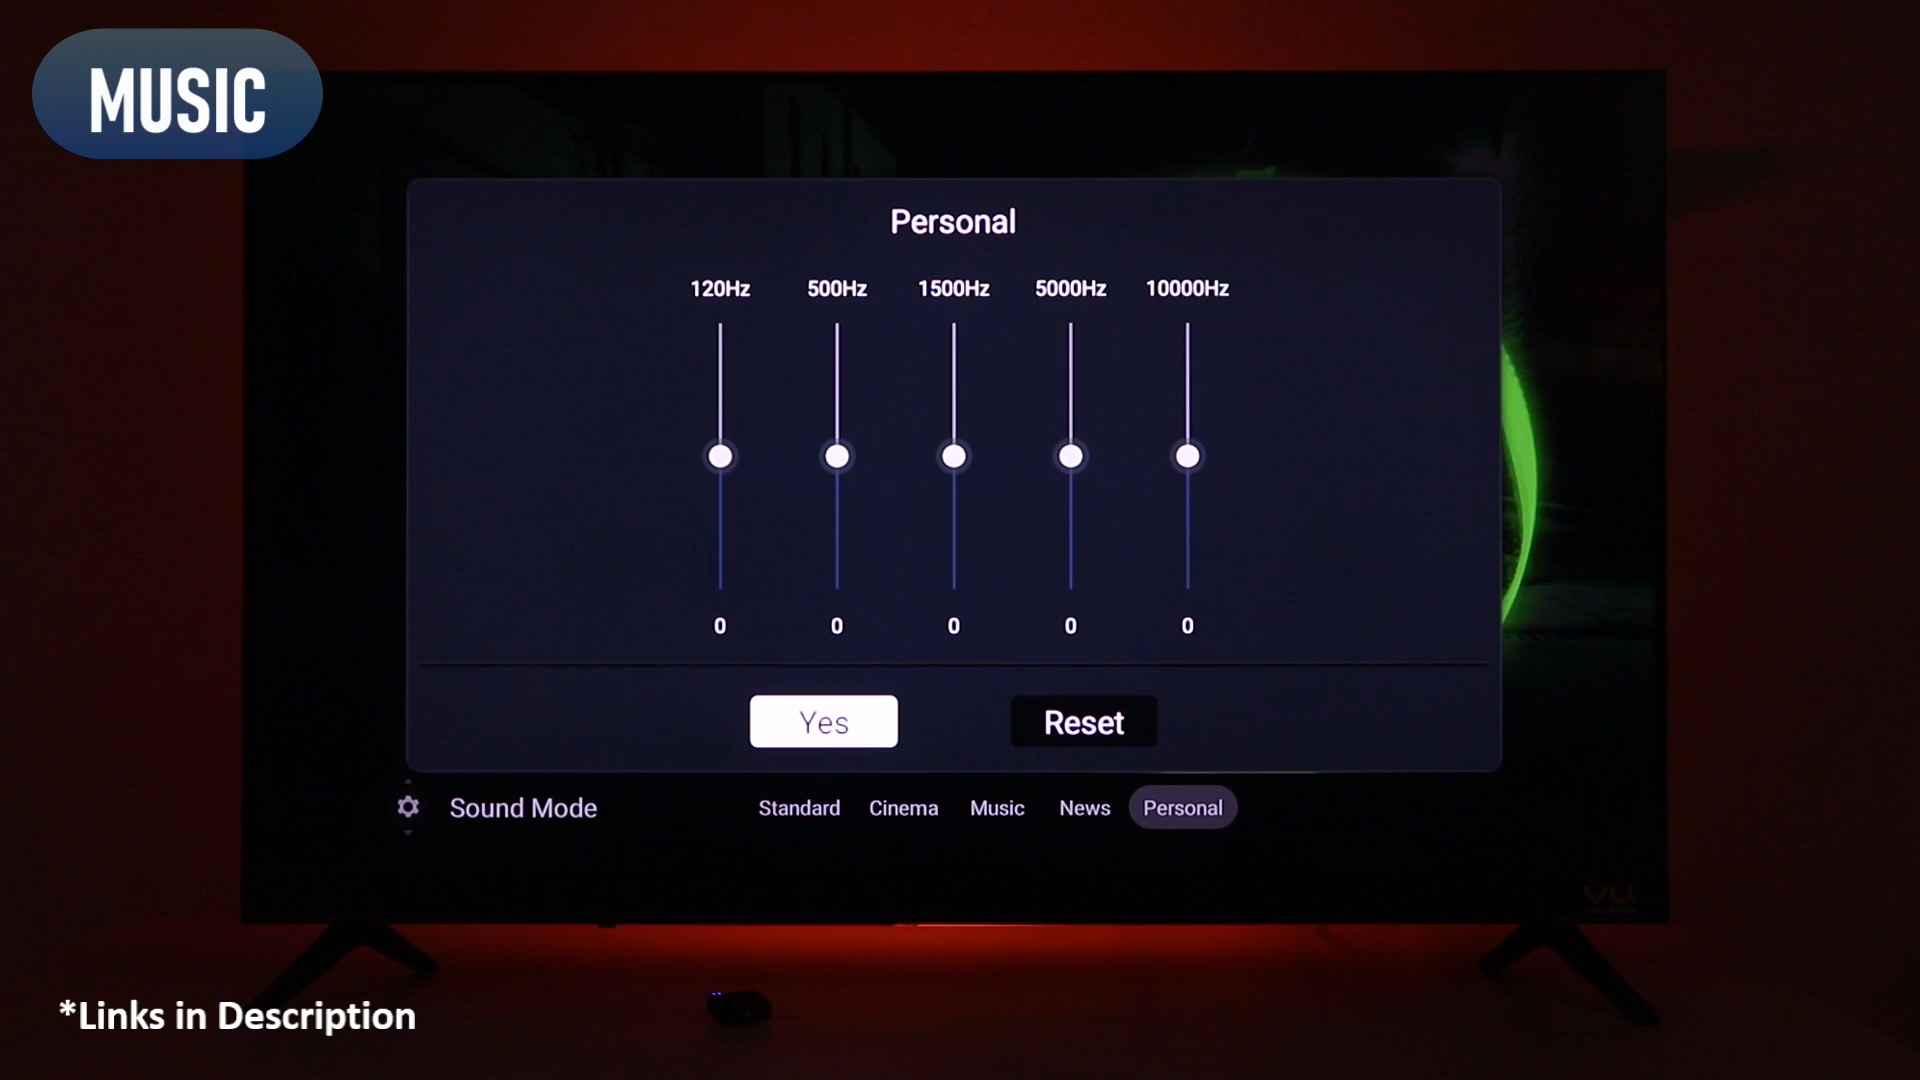 MUSIC
Personal
120Hz 500Hz 1500Hz 5000Hz 10000Hz
0 0 0 0 0
Yes Reset
Sound Mode Standard Cinema Music News Personal
VU
*Links in Description